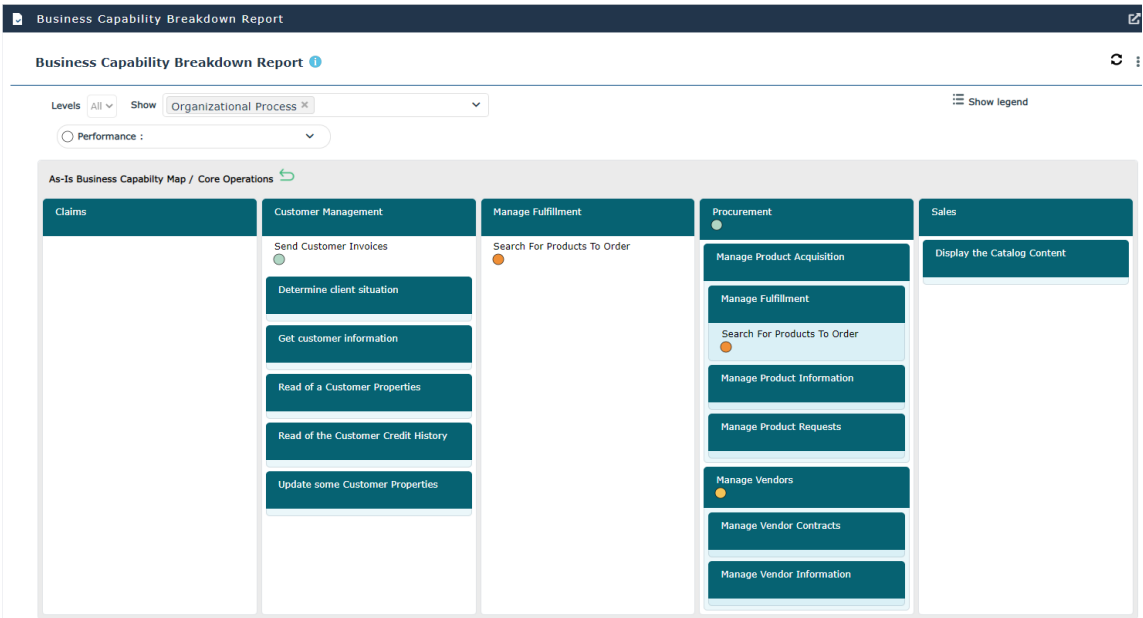 Business Capability Breakdown Report
Business Capability Breakdown Report
Levels All Show Organizational Process ×
Show legend
Performance :
As-Is Business Capabilty Map / Core Operations
Claims
Customer Management
Send Customer Invoices
Determine client situation
Get customer information
Read of a Customer Properties
Read of the Customer Credit History
Update some Customer Properties
Manage Fulfillment
Search For Products To Order
Procurement
Manage Product Acquisition
Manage Fulfillment
Search For Products To Order
Manage Product Information
Manage Product Requests
Manage Vendors
Manage Vendor Contracts
Manage Vendor Information
Sales
Display the Catalog Content